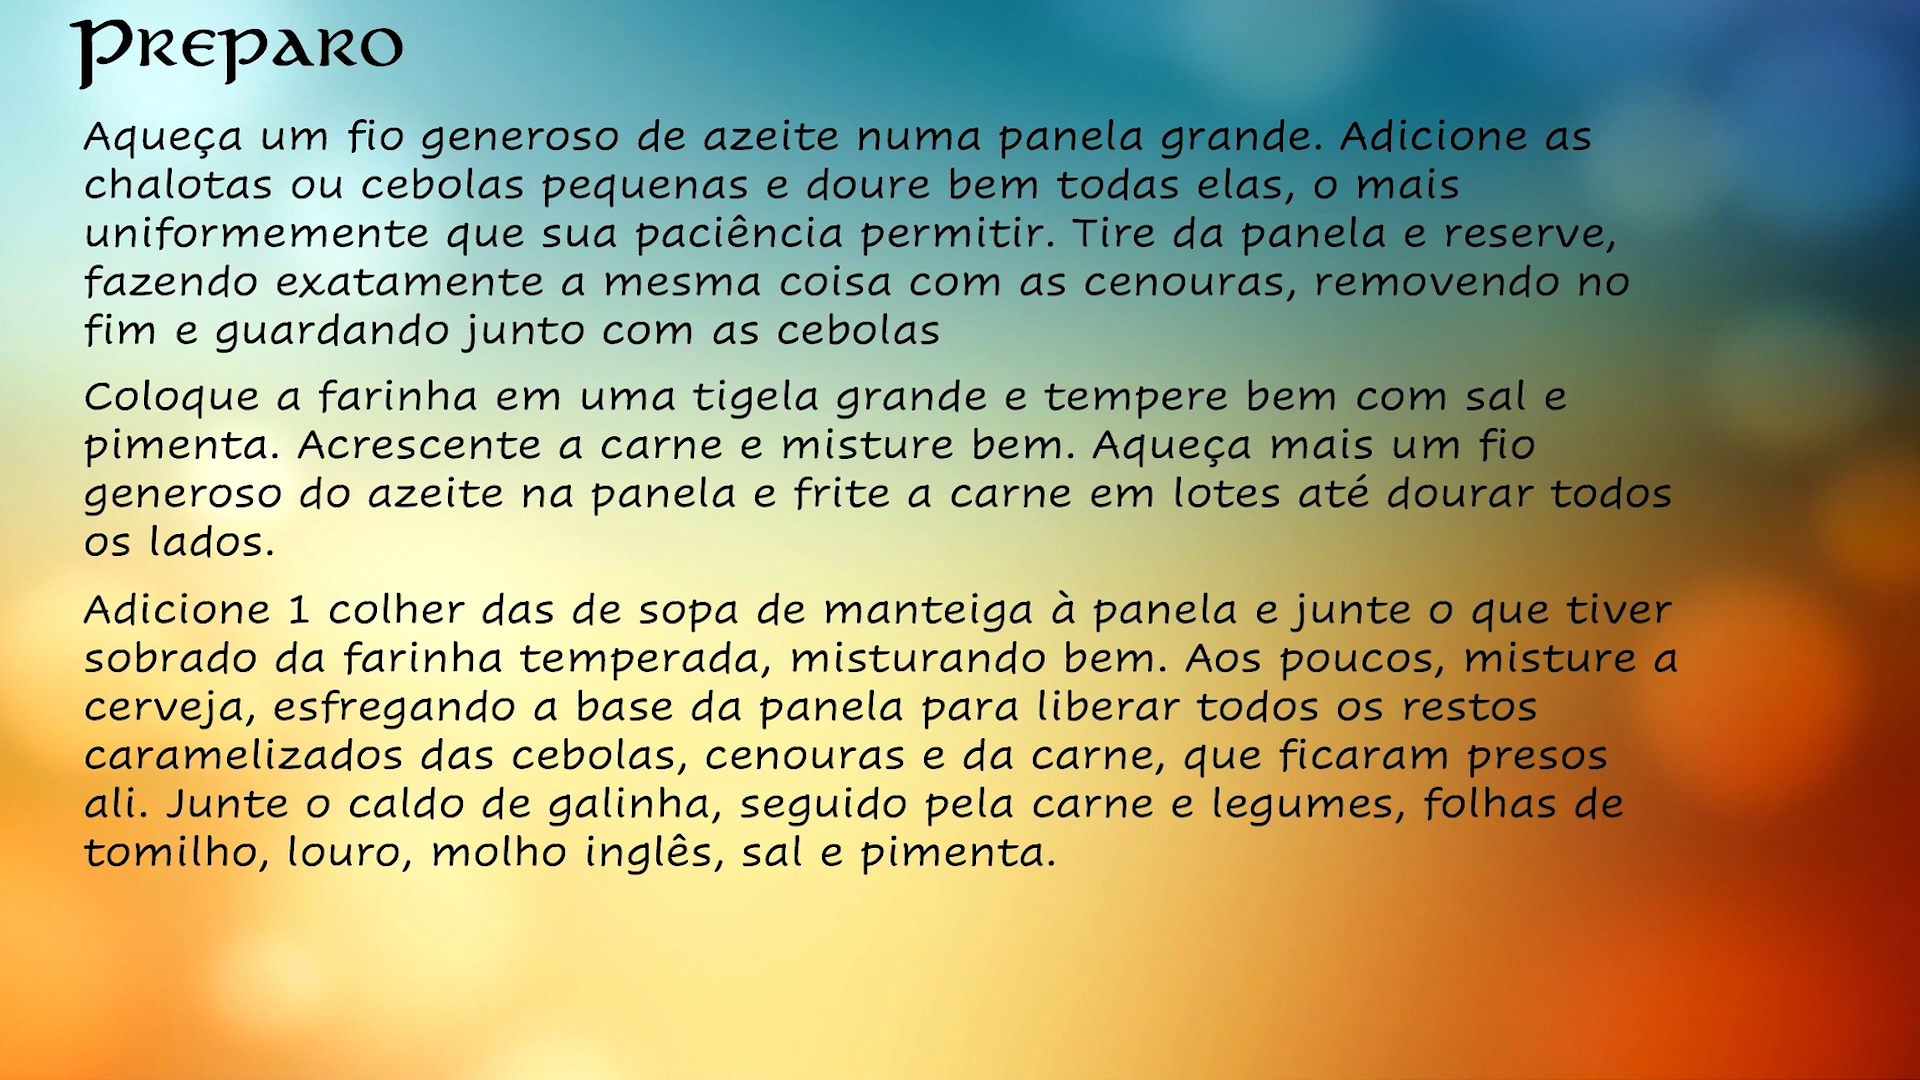 Preparo
Aqueça um fio generoso de azeite numa panela grande. Adicione as
chalotas ou cebolas pequenas e doure bem todas elas, o mais
uniformemente que sua paciência permitir. Tire da panela e reserve,
fazendo exatamente a mesma coisa com as cenouras, removendo no
fim e guardando junto com as cebolas
Coloque a farinha em uma tigela grande e tempere bem com sal e
pimenta. Acrescente a carne e misture bem. Aqueça mais um fio
generoso do azeite na panela e frite a carne em lotes até dourar todos
os lados.
Adicione 1 colher das de sopa de manteiga à panela e junte o que tiver
sobrado da farinha temperada, misturando bem. Aos poucos, misture a
cerveja, esfregando a base da panela para liberar todos os restos
caramelizados das cebolas, cenouras e da carne, que ficaram presos
ali. Junte o caldo de galinha, seguido pela carne e legumes, folhas de
tomilho, louro, molho inglês, sal e pimenta.